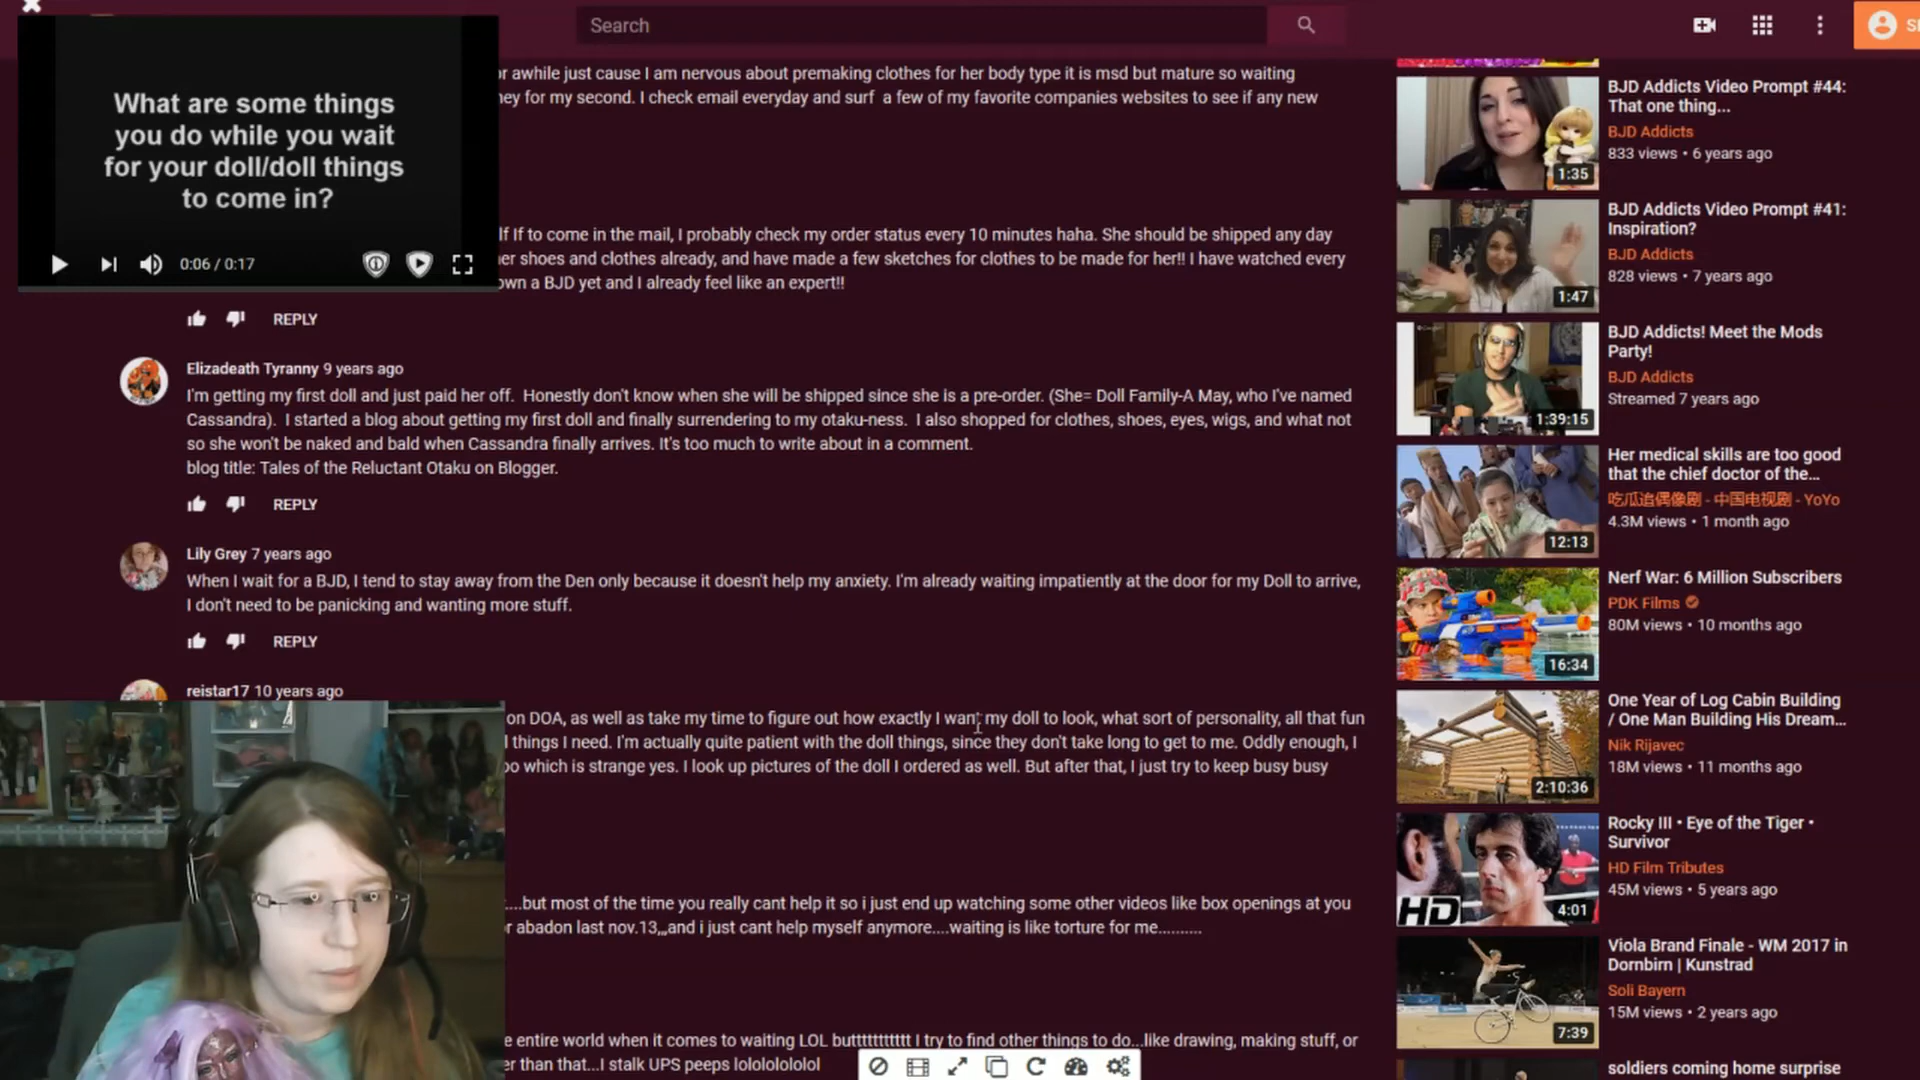 Search
SI
What are some things
you do while you wait
for your doll/doll things
to come in?
0:06 / 0:17
r awhile just cause I am nervous about premaking clothes for her body type it is msd but mature so waiting
ney for my second. I check email everyday and surf a few of my favorite companies websites to see if any new
lf If to come in the mail, I probably check my order status every 10 minutes haha. She should be shipped any day
er shoes and clothes already, and have made a few sketches for clothes to be made for her!! I have watched every
own a BJD yet and I already feel like an expert!!
REPLY
Elizadeath Tyranny 9 years ago
I'm getting my first doll and just paid her off. Honestly don't know when she will be shipped since she is a pre-order. (She= Doll Family-A May, who I've named
Cassandra). I started a blog about getting my first doll and finally surrendering to my otaku-ness. I also shopped for clothes, shoes, eyes, wigs, and what not
so she won't be naked and bald when Cassandra finally arrives. It's too much to write about in a comment.
blog title: Tales of the Reluctant Otaku on Blogger.
REPLY
Lily Grey 7 years ago
When I wait for a BJD, I tend to stay away from the Den only because it doesn't help my anxiety. I'm already waiting impatiently at the door for my Doll to arrive,
I don't need to be panicking and wanting more stuff.
REPLY
reistar17 10 years ago
on DOA, as well as take my time to figure out how exactly I want my doll to look, what sort of personality, all that fun
l things I need. I'm actually quite patient with the doll things, since they don't take long to get to me. Oddly enough, I
oo which is strange yes. I look up pictures of the doll I ordered as well. But after that, I just try to keep busy busy
....but most of the time you really cant help it so i just end up watching some other videos like box openings at you
r abadon last nov.13,,,and i just cant help myself anymore....waiting is like torture for me..........
e entire world when it comes to waiting LOL buttttttttttt I try to find other things to do...like drawing, making stuff, or
er than that...I stalk UPS peeps lolololololol
1:35
BJD Addicts Video Prompt #44:
That one thing...
BJD Addicts
833 views • 6 years ago
1:47
BJD Addicts Video Prompt #41:
Inspiration?
BJD Addicts
828 views • 7 years ago
1:39:15
BJD Addicts! Meet the Mods
Party!
BJD Addicts
Streamed 7 years ago
12:13
Her medical skills are too good
that the chief doctor of the...
吃瓜追偶像剧 - 中国电视剧 - YoYo
4.3M views • 1 month ago
16:34
Nerf War: 6 Million Subscribers
PDK Films
80M views • 10 months ago
2:10:36
One Year of Log Cabin Building
/ One Man Building His Dream...
Nik Rijavec
18M views • 11 months ago
HD
4:01
Rocky III • Eye of the Tiger •
Survivor
HD Film Tributes
45M views • 5 years ago
7:39
Viola Brand Finale - WM 2017 in
Dornbirn | Kunstrad
Soli Bayern
15M views • 2 years ago
soldiers coming home surprise